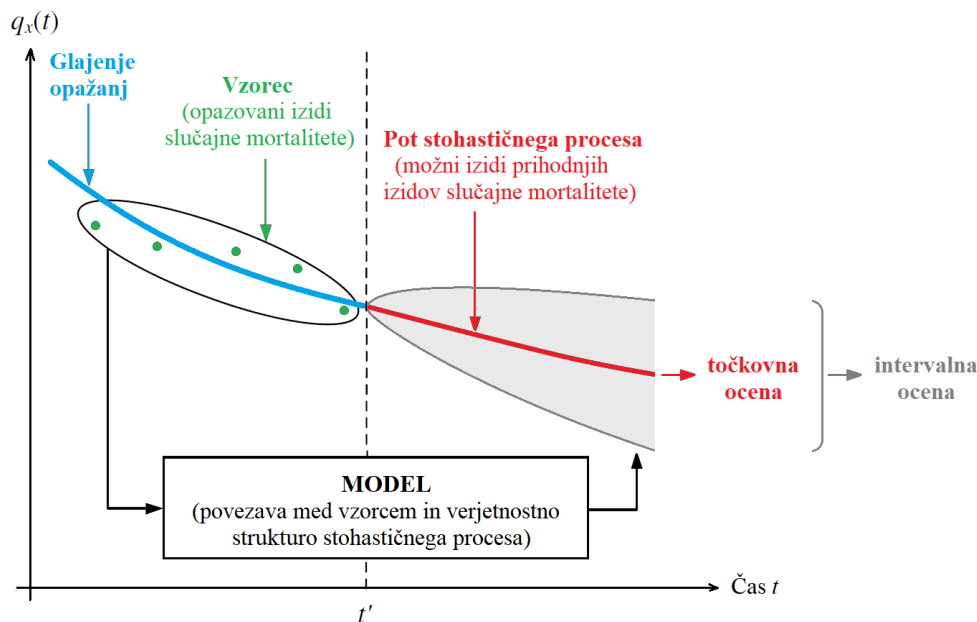 q_x(t)
Glajenje
opažanj
Vzorec
(opazovani izidi
slučajne mortalitete)
Pot stohastičnega procesa
(možni izidi prihodnjih
izidov slučajne mortalitete)
točkovna
ocena
intervalna
ocena
MODEL
(povezava med vzorcem in verjetnostno
strukturo stohastičnega procesa)
Čas t
t'